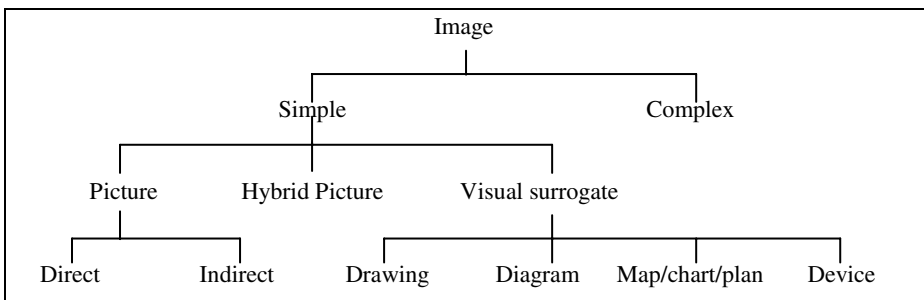 Image
Simple Complex
Picture Hybrid Picture Visual surrogate
Direct Indirect Drawing Diagram Map/chart/plan Device